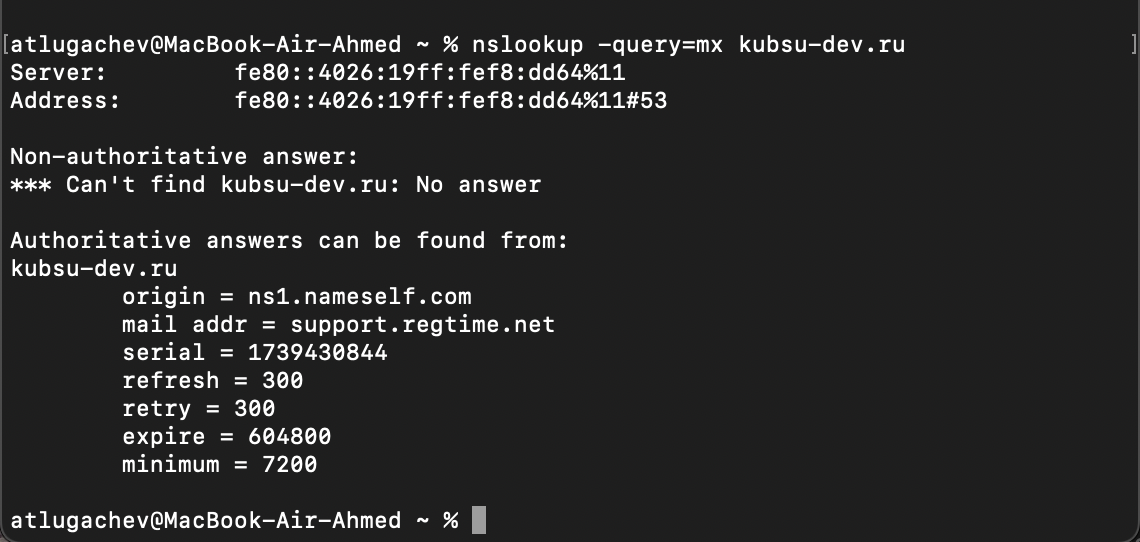 [atlugachev@MacBook-Air-Ahmed ~ % nslookup -query=mx kubsu-dev.ru ]
Server: fe80::4026:19ff:fef8:dd64%11
Address: fe80::4026:19ff:fef8:dd64%11#53
Non-authoritative answer:
*** Can't find kubsu-dev.ru: No answer
Authoritative answers can be found from:
kubsu-dev.ru
origin = ns1.nameself.com
mail addr = support.regtime.net
serial = 1739430844
refresh = 300
retry = 300
expire = 604800
minimum = 7200
atlugachev@MacBook-Air-Ahmed ~ %